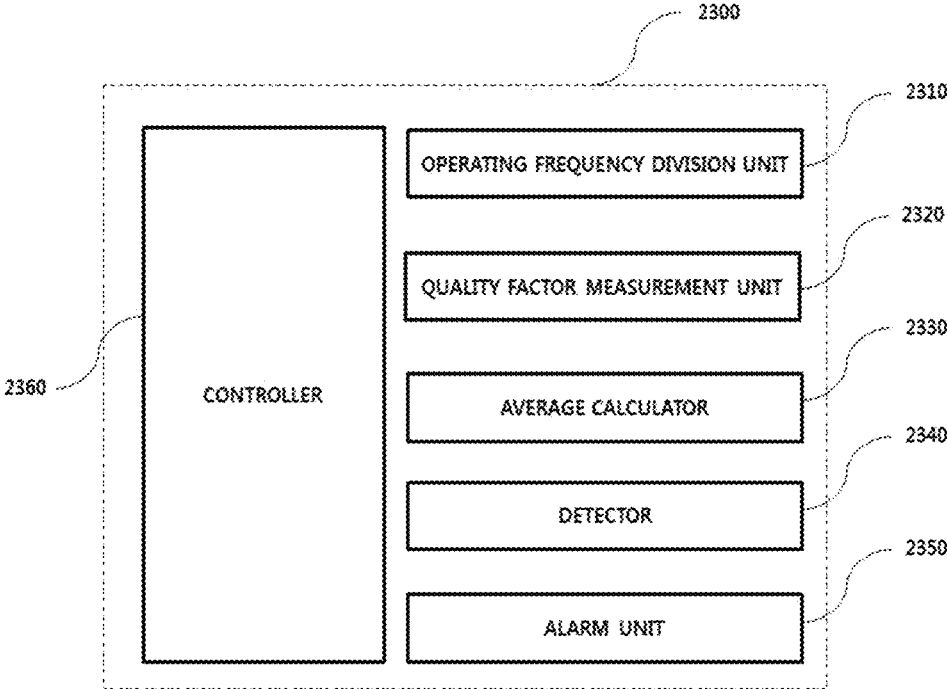 2300
2310
OPERATING FREQUENCY DIVISION UNIT
2320
QUALITY FACTOR MEASUREMENT UNIT
2330
2360
CONTROLLER
AVERAGE CALCULATOR
2340
DETECTOR
2350
ALARM UNIT